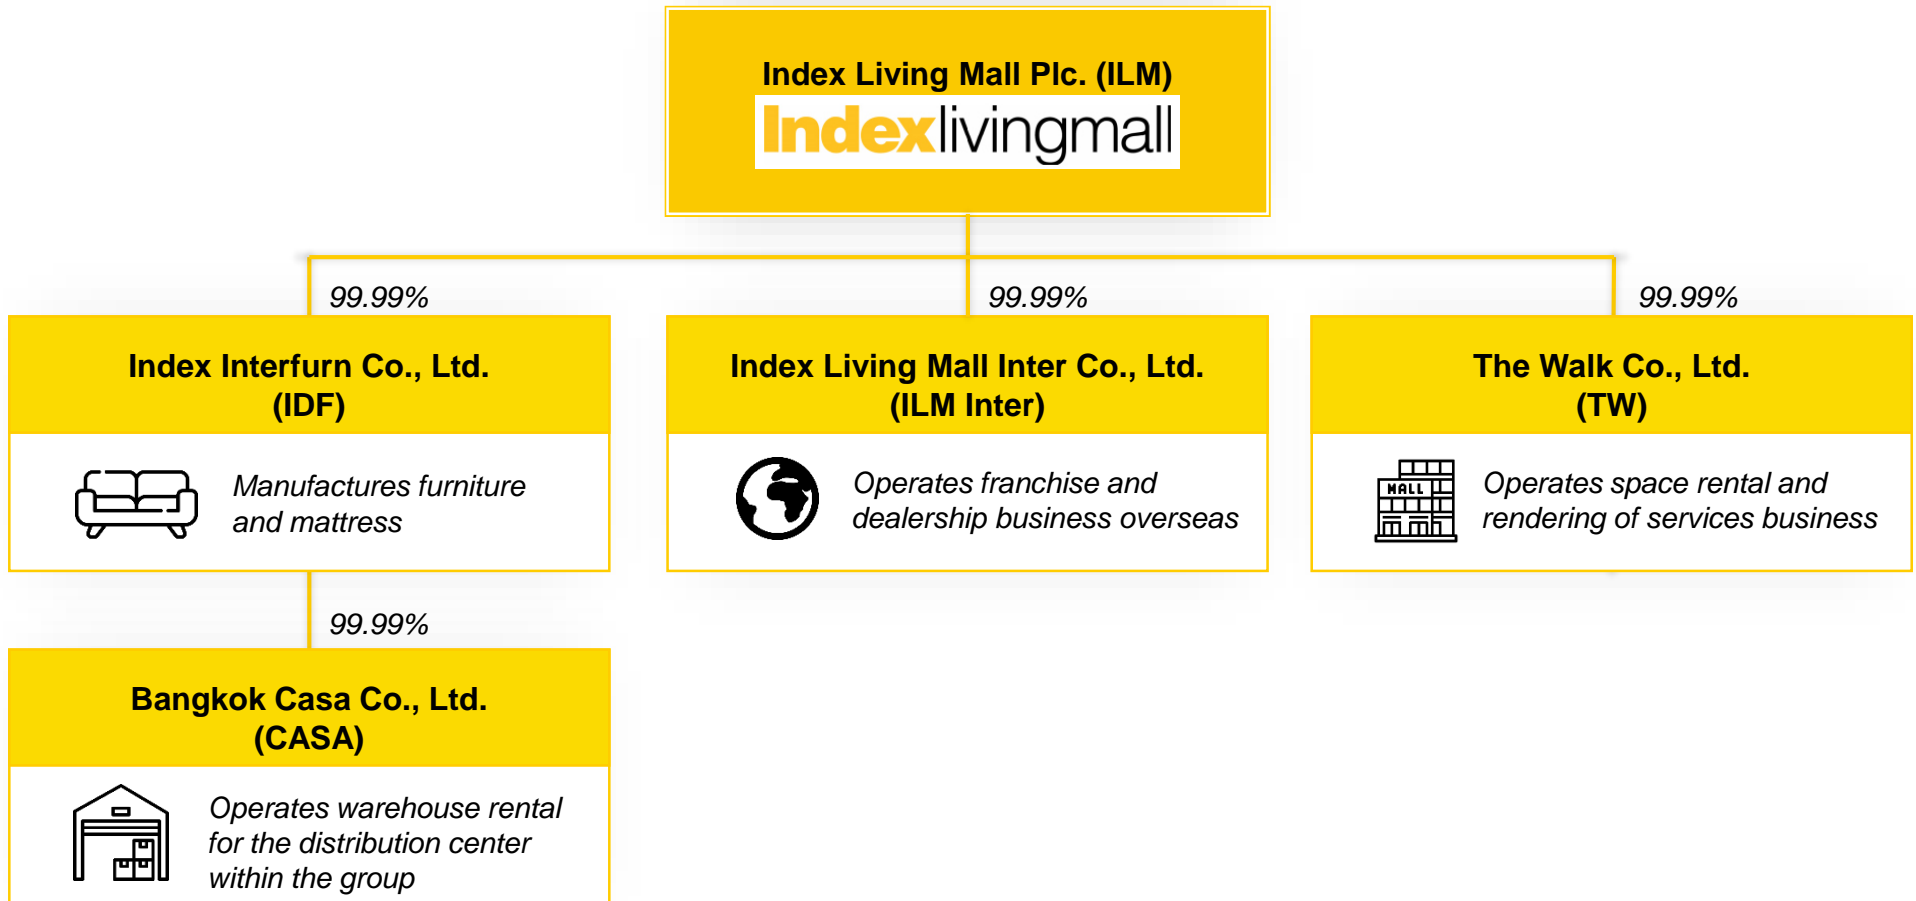 Index Living Mall Plc. (ILM)
Indexlivingmall
99.99%
99.99%
99.99%
Index Interfurn Co., Ltd.
(IDF)
Manufactures furniture
and mattress
Index Living Mall Inter Co., Ltd.
(ILM Inter)
Operates franchise and
dealership business overseas
The Walk Co., Ltd.
(TW)
MALL
Operates space rental and
rendering of services business
99.99%
Bangkok Casa Co., Ltd.
(CASA)
Operates warehouse rental
for the distribution center
within the group